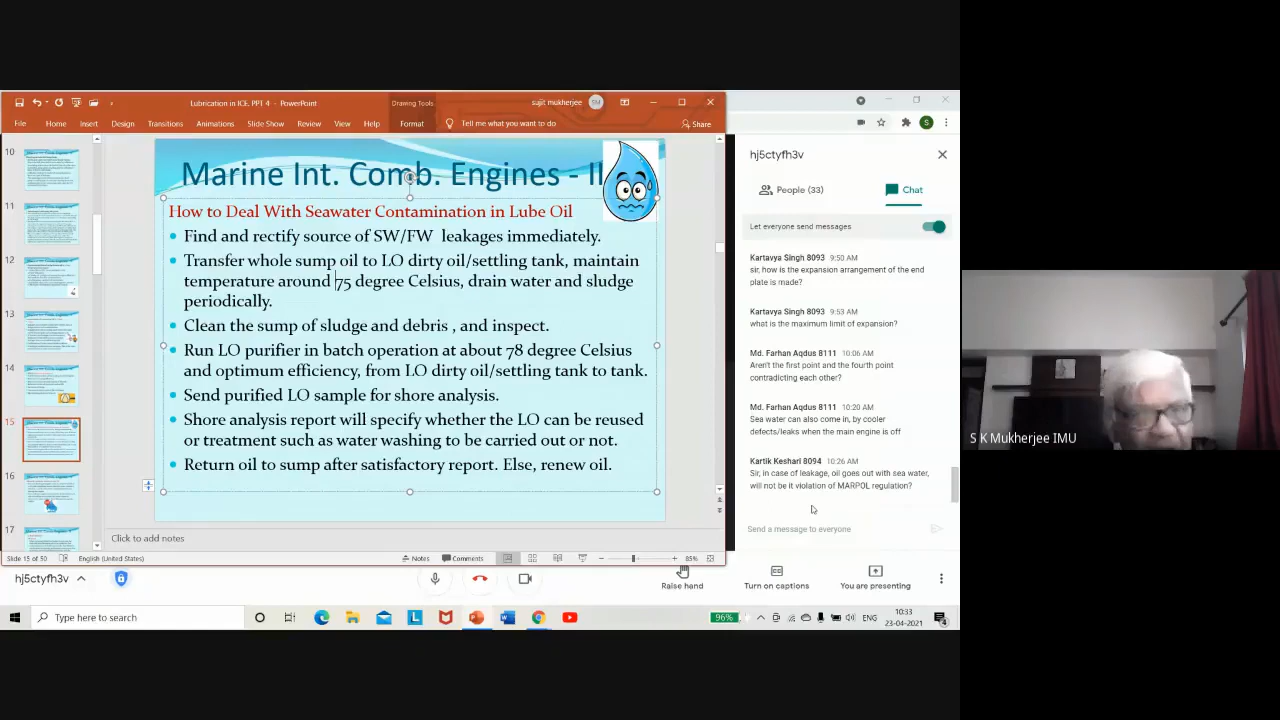 Lubrication in ICE, PPT 4 - PowerPoint
Drawing Tools
sujit mukherjee
SM
File
Home
Insert
Design
Transitions
Animations
Slide Show
Review
View
Help
Format
Tell me what you want to do
Share
10
11
12
13
14
15
16
17
Marine Int. Comb. Engines - II
How to Deal With Seawater Contamination in Lube Oil
• Find and rectify source of SW/FW leakages immediately.
• Transfer whole sump oil to LO dirty oil/settling tank, maintain
temperature around 75 degree Celsius, drain water and sludge
periodically.
• Clean the sump of sludge and debris , and inspect.
• Run LO purifier in batch operation at about 78 degree Celsius
and optimum efficiency, from LO dirty oil/settling tank to tank.
• Send purified LO sample for shore analysis.
• Shore analysis report will specify whether the LO can be reused
or treatment such as water washing to be carried out or not.
• Return oil to sump after satisfactory report. Else, renew oil.
Click to add notes
Slide 15 of 50
English (United States)
Notes
Comments
85%
S
hj5ctyfh3v
People (33)
Chat
Let everyone send messages
Kartavya Singh 8093 9:50 AM
sir, how is the expansion arrangement of the end
plate is made?
Kartavya Singh 8093 9:53 AM
what is the maximum limit of expansion?
Md. Farhan Aqdus 8111 10:06 AM
Aren't the first point and the fourth point
contradicting each other?
Md. Farhan Aqdus 8111 10:20 AM
Sea water can also come in, by cooler
defects/leaks when the main engine is off
Kartik Keshari 8094 10:26 AM
Sir, in case of leakage, oil goes out with sea water,
will not be it violation of MARPOL regulation?
Send a message to everyone
hj5ctyfh3v
Raise hand
Turn on captions
You are presenting
Type here to search
96%
ENG
10:33
23-04-2021
4
S K Mukherjee IMU